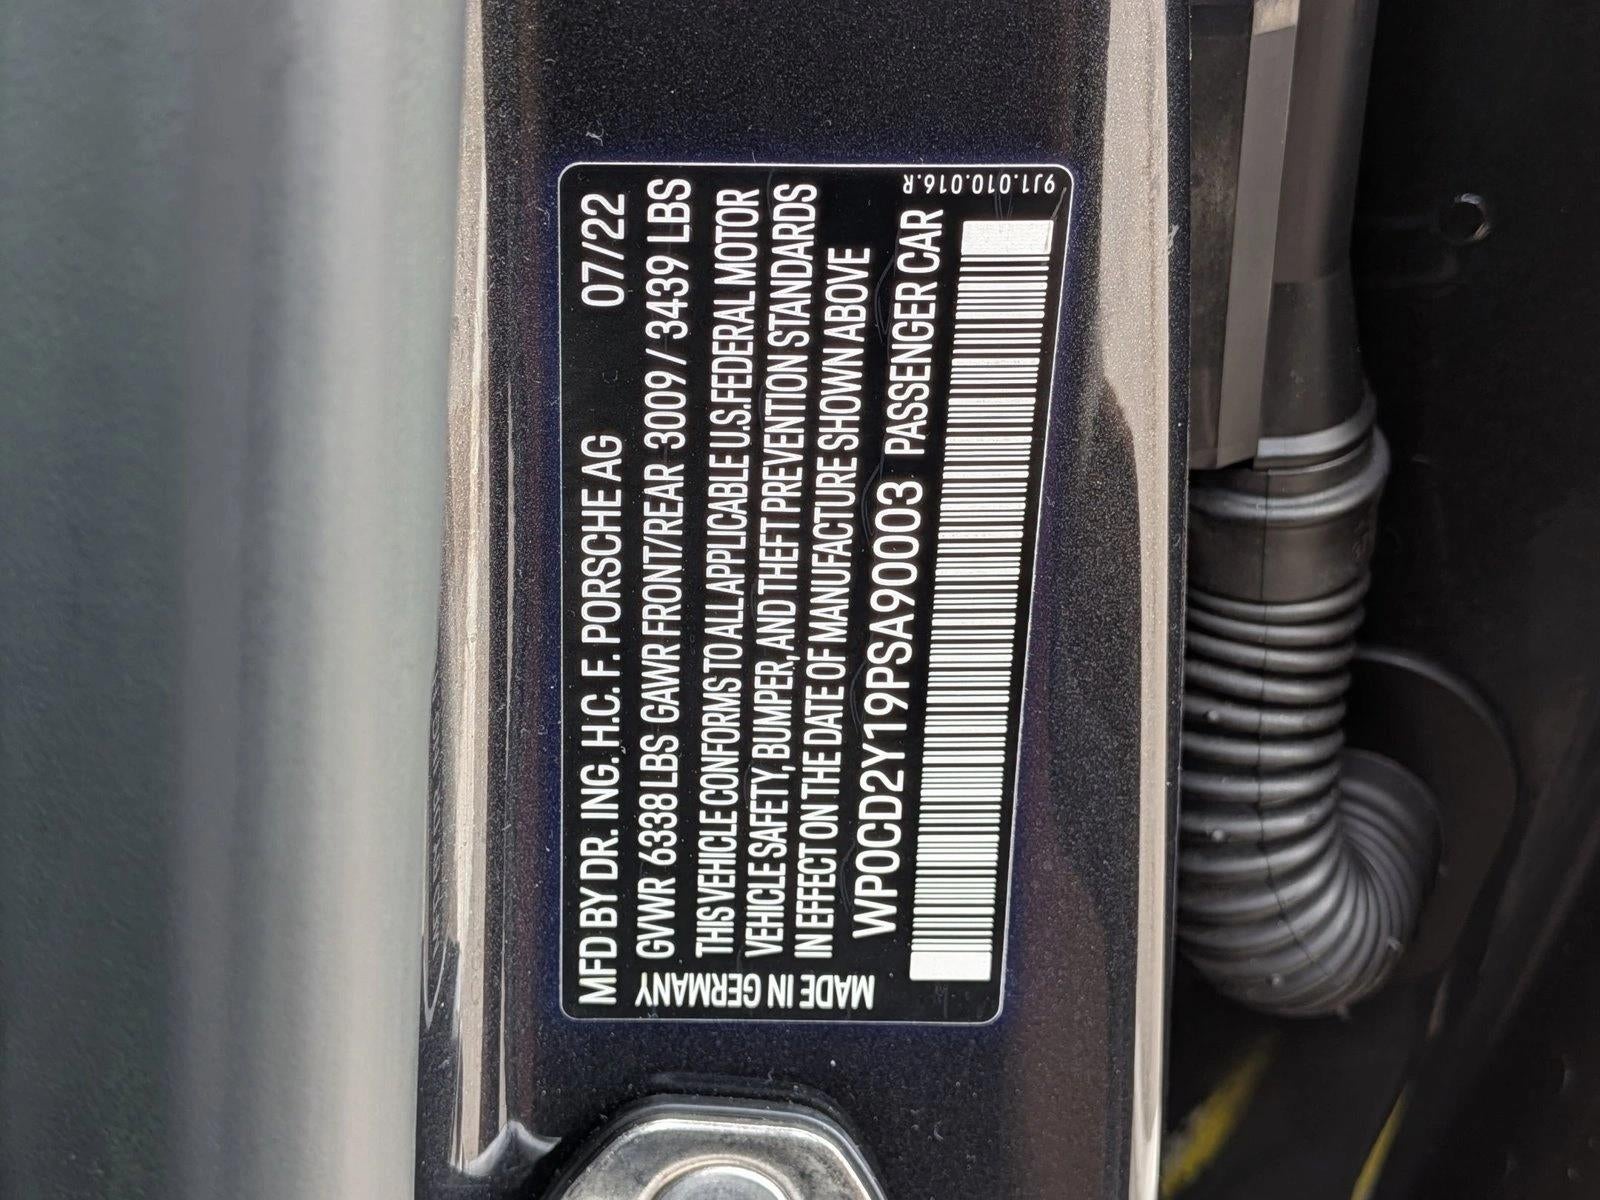 MFD BY DR. ING. H.C. F. PORSCHE AG 07/22
GVWR 6338 LBS GAWR FRONT/REAR 3009 / 3439 LBS
THIS VEHICLE CONFORMS TO ALL APPLICABLE U.S. FEDERAL MOTOR
VEHICLE SAFETY, BUMPER, AND THEFT PREVENTION STANDARDS
IN EFFECT ON THE DATE OF MANUFACTURE SHOWN ABOVE
WP0CD2Y19PSA90003 PASSENGER CAR
MADE IN GERMANY
9J1.010.016.R